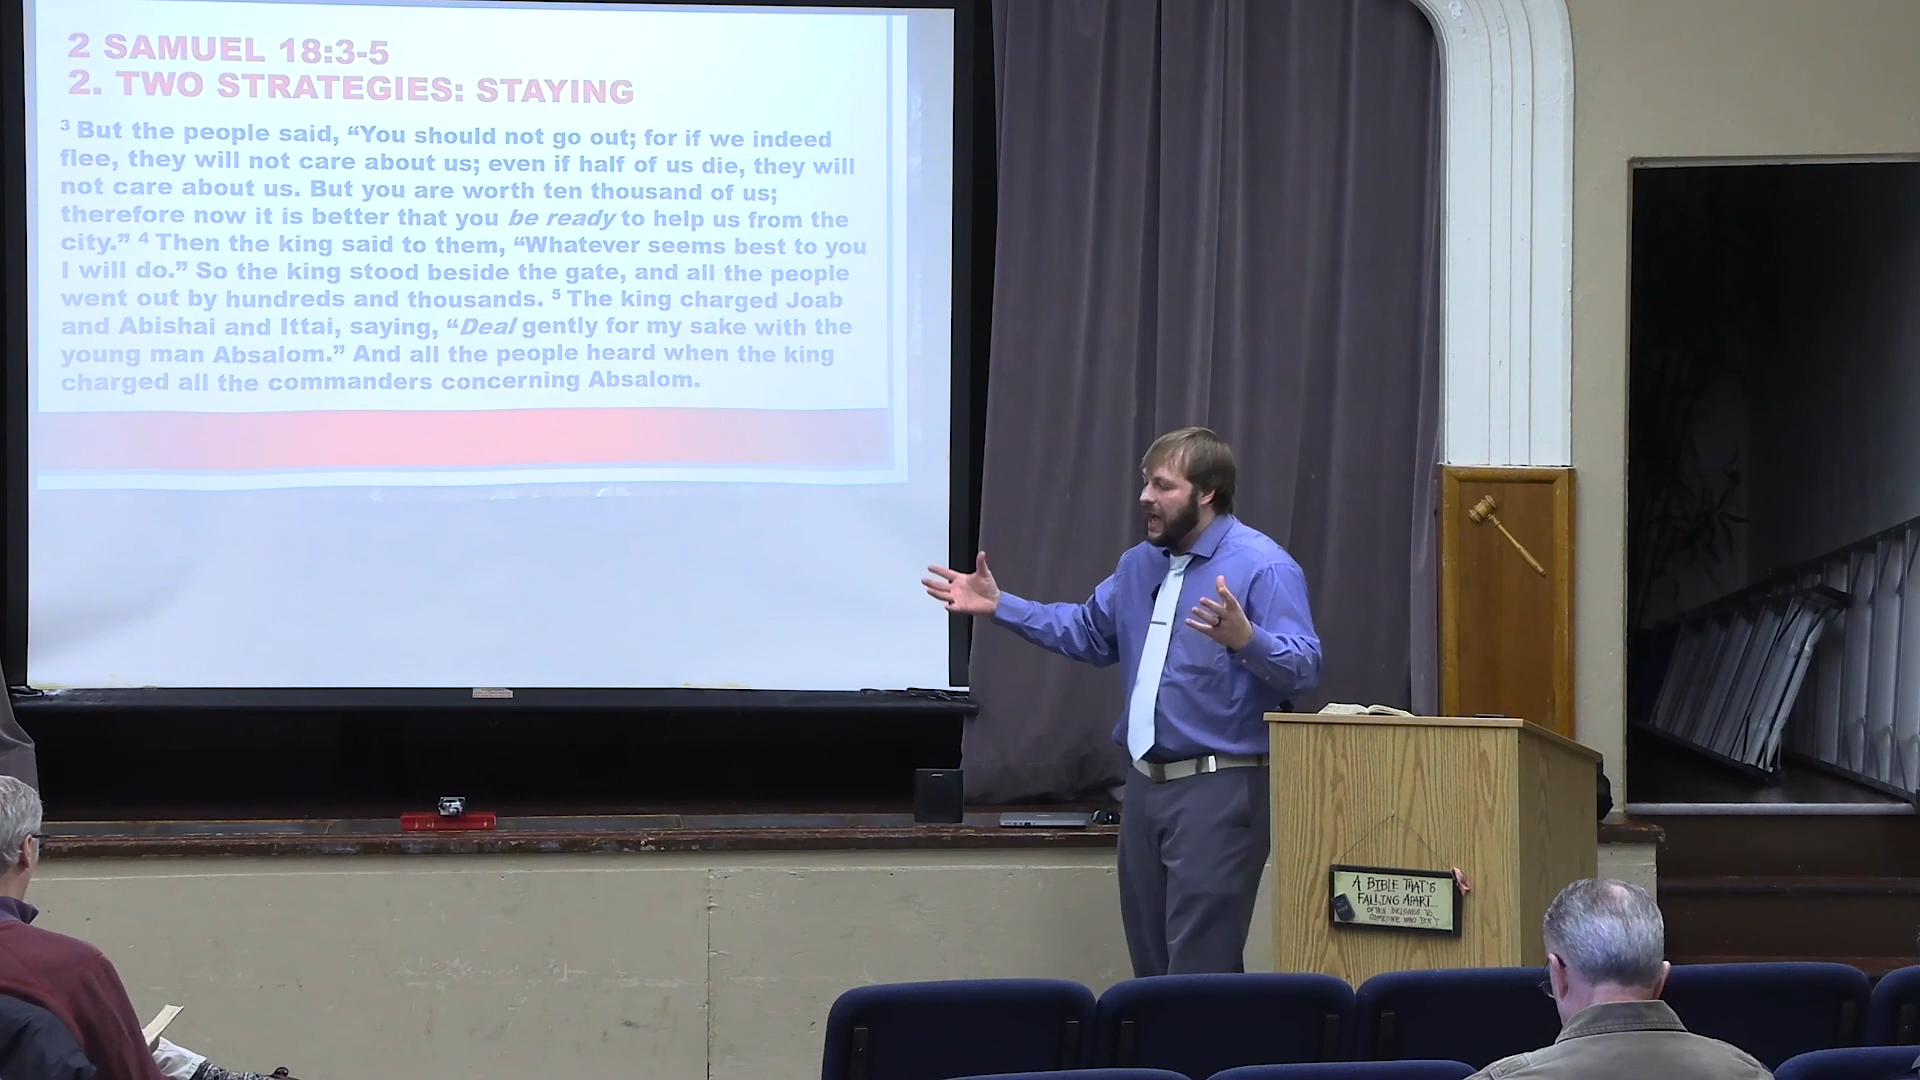 2 SAMUEL 18:3-5
2. TWO STRATEGIES: STAYING
3 But the people said, “You should not go out; for if we indeed
flee, they will not care about us; even if half of us die, they will
not care about us. But you are worth ten thousand of us;
therefore now it is better that you be ready to help us from the
city.” 4 Then the king said to them, “Whatever seems best to you
I will do.” So the king stood beside the gate, and all the people
went out by hundreds and thousands. 5 The king charged Joab
and Abishai and Ittai, saying, “Deal gently for my sake with the
young man Absalom.” And all the people heard when the king
charged all the commanders concerning Absalom.
A BIBLE THAT'S
FALLING APART...
OFTEN BELONGS TO
SOMEONE WHO ISN'T